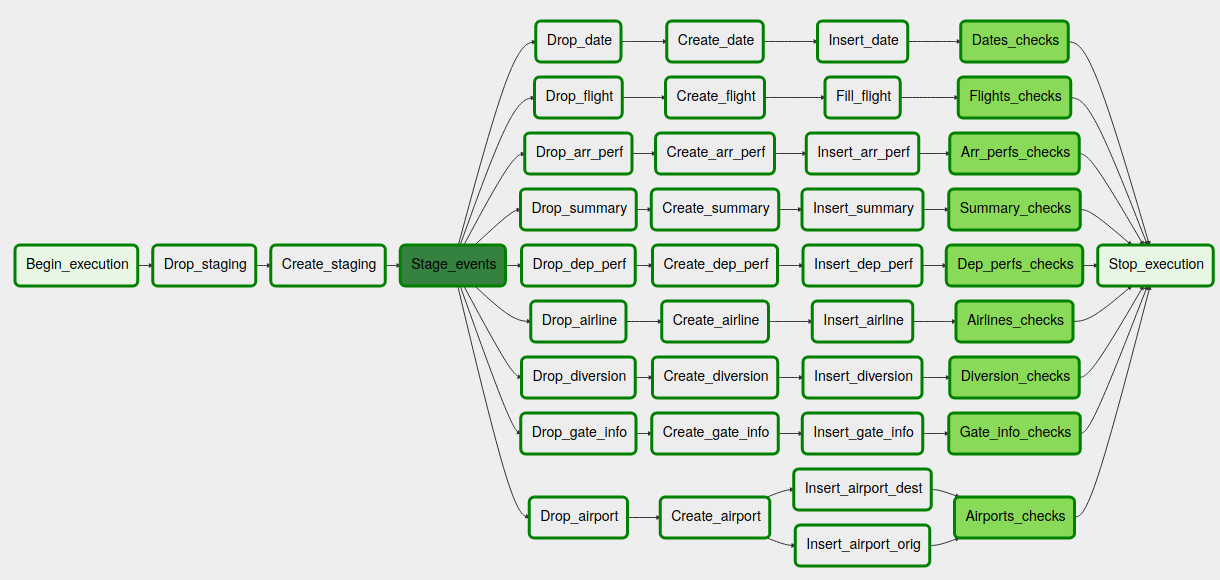 Drop_date Create_date Insert_date Dates_checks
Drop_flight Create_flight Fill_flight Flights_checks
Drop_arr_perf Create_arr_perf Insert_arr_perf Arr_perfs_checks
Drop_summary Create_summary Insert_summary Summary_checks
Begin_execution Drop_staging Create_staging Stage_events Drop_dep_perf Create_dep_perf Insert_dep_perf Dep_perfs_checks Stop_execution
Drop_airline Create_airline Insert_airline Airlines_checks
Drop_diversion Create_diversion Insert_diversion Diversion_checks
Drop_gate_info Create_gate_info Insert_gate_info Gate_info_checks
Insert_airport_dest
Drop_airport Create_airport Airports_checks
Insert_airport_orig